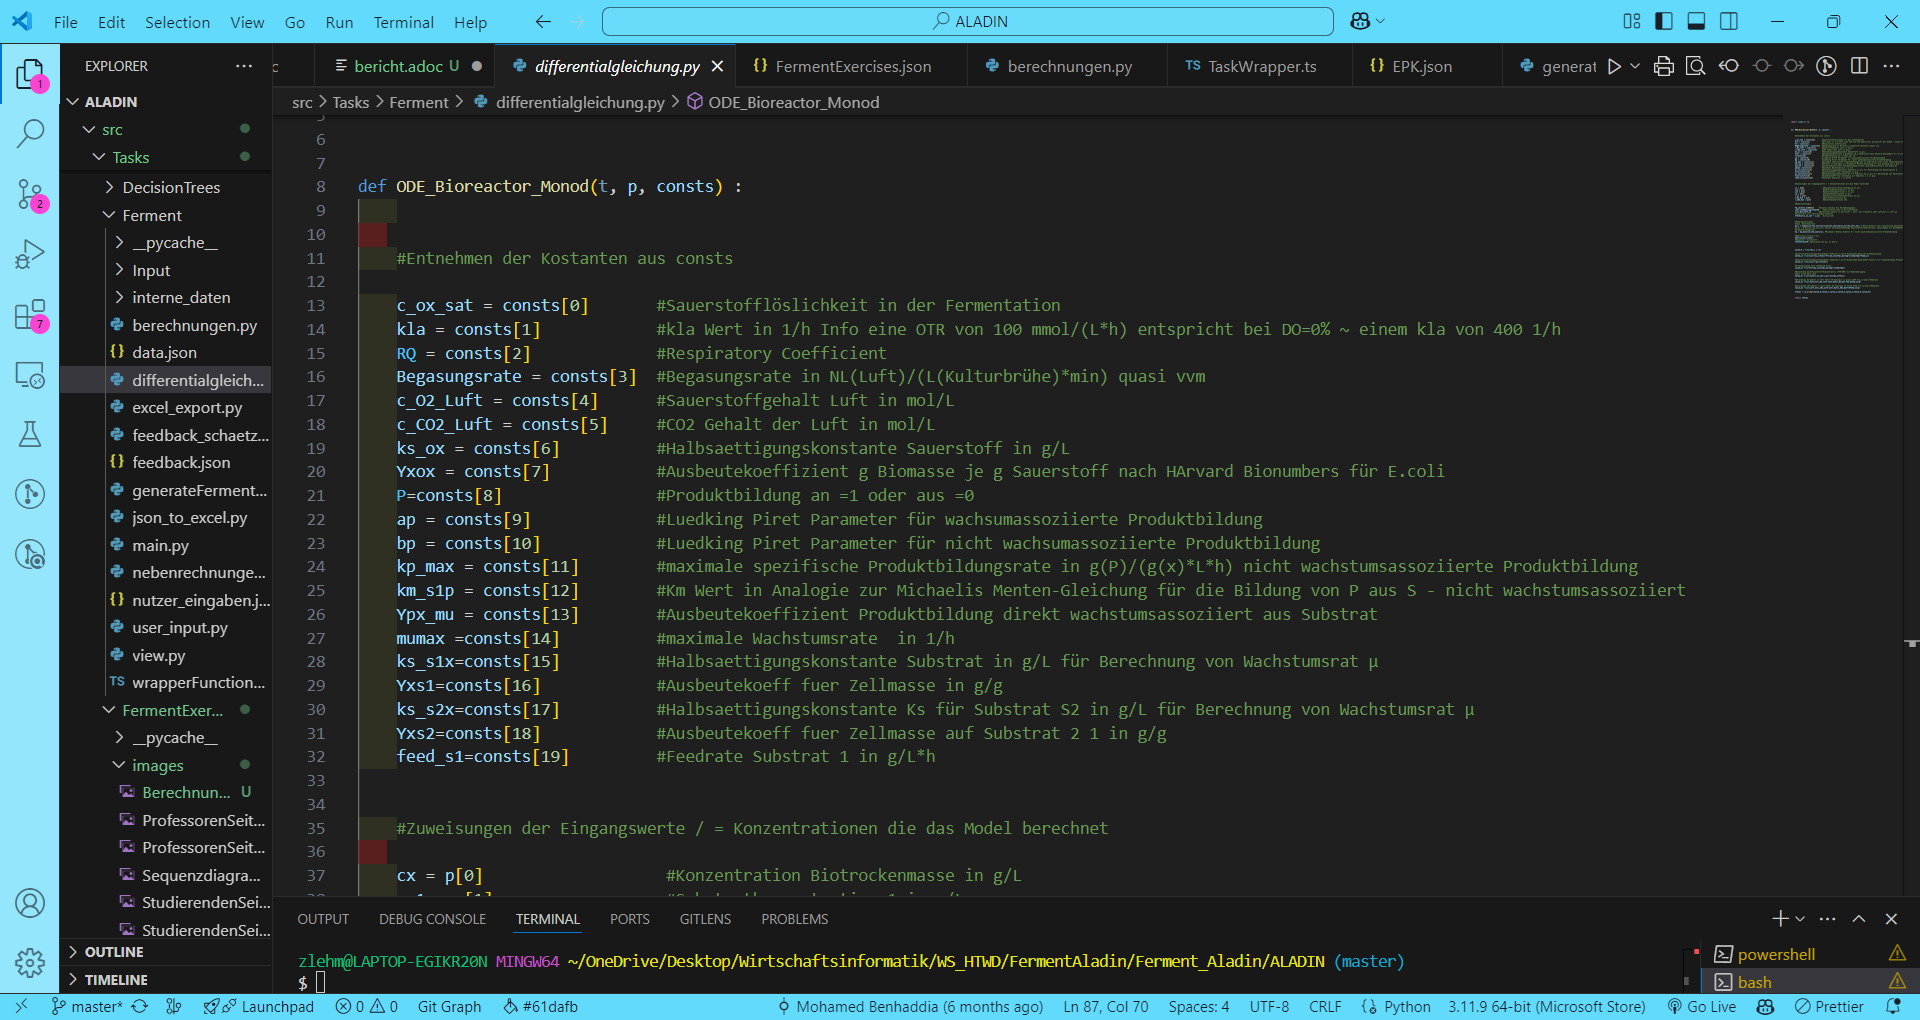 File Edit Selection View Go Run Terminal Help
ALADIN
EXPLORER
bericht.adoc U
differentialgleichung.py
FermentExercises.json
berechnungen.py
TaskWrapper.ts
EPK.json
generat
src > Tasks > Ferment > differentialgleichung.py > ODE_Bioreactor_Monod
ALADIN
src
Tasks
DecisionTrees
Ferment
__pycache__
Input
interne_daten
berechnungen.py
data.json
differentialgleich...
excel_export.py
feedback_schaetz...
feedback.json
generateFerment...
json_to_excel.py
main.py
nebenrechnunge...
nutzer_eingaben.j...
user_input.py
view.py
TS wrapperFunction...
FermentExer...
__pycache__
images
Berechnun... U
ProfessorenSeit...
ProfessorenSeit...
Sequenzdiagra...
StudierendenSei...
StudierendenSei...
OUTLINE
TIMELINE
1
2
7
6
7
8 def ODE_Bioreactor_Monod(t, p, consts) :
9
10
11 #Entnehmen der Kostanten aus consts
12
13 c_ox_sat = consts[0] #Sauerstofflöslichkeit in der Fermentation
14 kla = consts[1] #kla Wert in 1/h Info eine OTR von 100 mmol/(L*h) entspricht bei DO=0% ~ einem kla von 400 1/h
15 RQ = consts[2] #Respiratory Coefficient
16 Begasungsrate = consts[3] #Begasungsrate in NL(Luft)/(L(Kulturbrühe)*min) quasi vvm
17 c_O2_Luft = consts[4] #Sauerstoffgehalt Luft in mol/L
18 c_CO2_Luft = consts[5] #CO2 Gehalt der Luft in mol/L
19 ks_ox = consts[6] #Halbsaettigungskonstante Sauerstoff in g/L
20 Yxox = consts[7] #Ausbeutekoeffizient g Biomasse je g Sauerstoff nach HArvard Bionumbers für E.coli
21 P=consts[8] #Produktbildung an =1 oder aus =0
22 ap = consts[9] #Luedking Piret Parameter für wachsumassoziierte Produktbildung
23 bp = consts[10] #Luedking Piret Parameter für nicht wachsumassoziierte Produktbildung
24 kp_max = consts[11] #maximale spezifische Produktbildungsrate in g(P)/(g(x)*L*h) nicht wachstumsassoziierte Produktbildung
25 km_s1p = consts[12] #Km Wert in Analogie zur Michaelis Menten-Gleichung für die Bildung von P aus S - nicht wachstumsassoziiert
26 Ypx_mu = consts[13] #Ausbeutekoeffizient Produktbildung direkt wachstumsassoziiert aus Substrat
27 mumax =consts[14] #maximale Wachstumsrate  in 1/h
28 ks_s1x=consts[15] #Halbsaettigungskonstante Substrat in g/L für Berechnung von Wachstumsrat µ
29 Yxs1=consts[16] #Ausbeutekoeff fuer Zellmasse in g/g
30 ks_s2x=consts[17] #Halbsaettigungskonstante Ks für Substrat S2 in g/L für Berechnung von Wachstumsrat µ
31 Yxs2=consts[18] #Ausbeutekoeff fuer Zellmasse auf Substrat 2 1 in g/g
32 feed_s1=consts[19] #Feedrate Substrat 1 in g/L*h
33
34
35 #Zuweisungen der Eingangswerte / = Konzentrationen die das Model berechnet
36
37 cx = p[0] #Konzentration Biotrockenmasse in g/L
OUTPUT DEBUG CONSOLE TERMINAL PORTS GITLENS PROBLEMS
zlehm@LAPTOP-EGIKR20N MINGW64 ~/OneDrive/Desktop/Wirtschaftsinformatik/WS_HTWD/FermentAladin/Ferment_Aladin/ALADIN (master)
$
powershell
bash
master* Launchpad 0 0 Git Graph #61dafb Mohamed Benhaddia (6 months ago) Ln 87, Col 70 Spaces: 4 UTF-8 CRLF Python 3.11.9 64-bit (Microsoft Store) Go Live Prettier